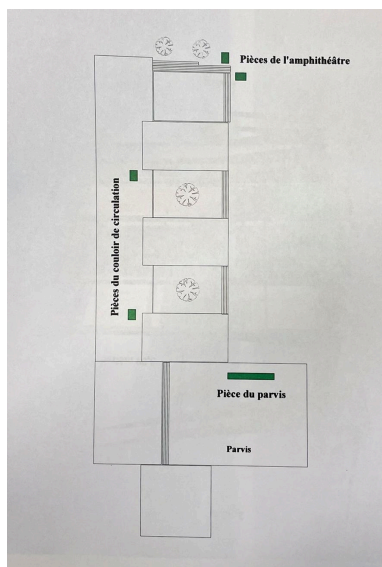 Pièces de l'amphithéâtre
Pièces du couloir de circulation
Pièce du parvis
Parvis